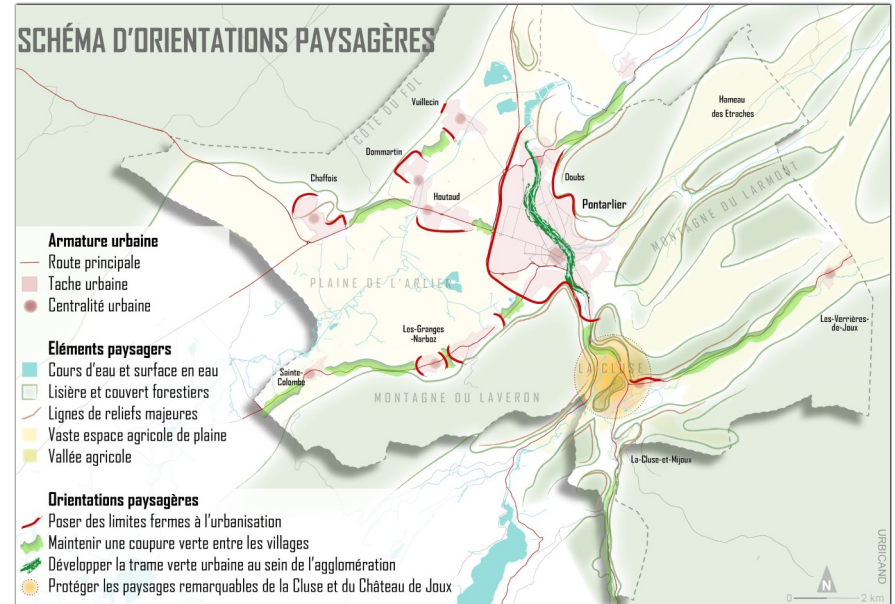 SCHÉMA D'ORIENTATIONS PAYSAGÈRES
CÔTE DU FOL
Vuillecin
Hameau
des Etraches
Dommartin
Chaffois
Houtaud
Doubs
Pontarlier
MONTAGNE DU LARMONT
PLAINE DE L'ARLIER
Les-Granges
-Narboz
Les-Verrières-
de-Joux
Sainte-
Colombe
LA CLUSE
MONTAGNE DU LAVERON
La-Cluse-et-Mijoux
Armature urbaine
Route principale
Tache urbaine
Centralité urbaine
Eléments paysagers
Cours d'eau et surface en eau
Lisière et couvert forestiers
Lignes de reliefs majeures
Vaste espace agricole de plaine
Vallée agricole
Orientations paysagères
Poser des limites fermes à l'urbanisation
Maintenir une coupure verte entre les villages
Développer la trame verte urbaine au sein de l'agglomération
Protéger les paysages remarquables de la Cluse et du Château de Joux
N
0 2 km
URBICAND